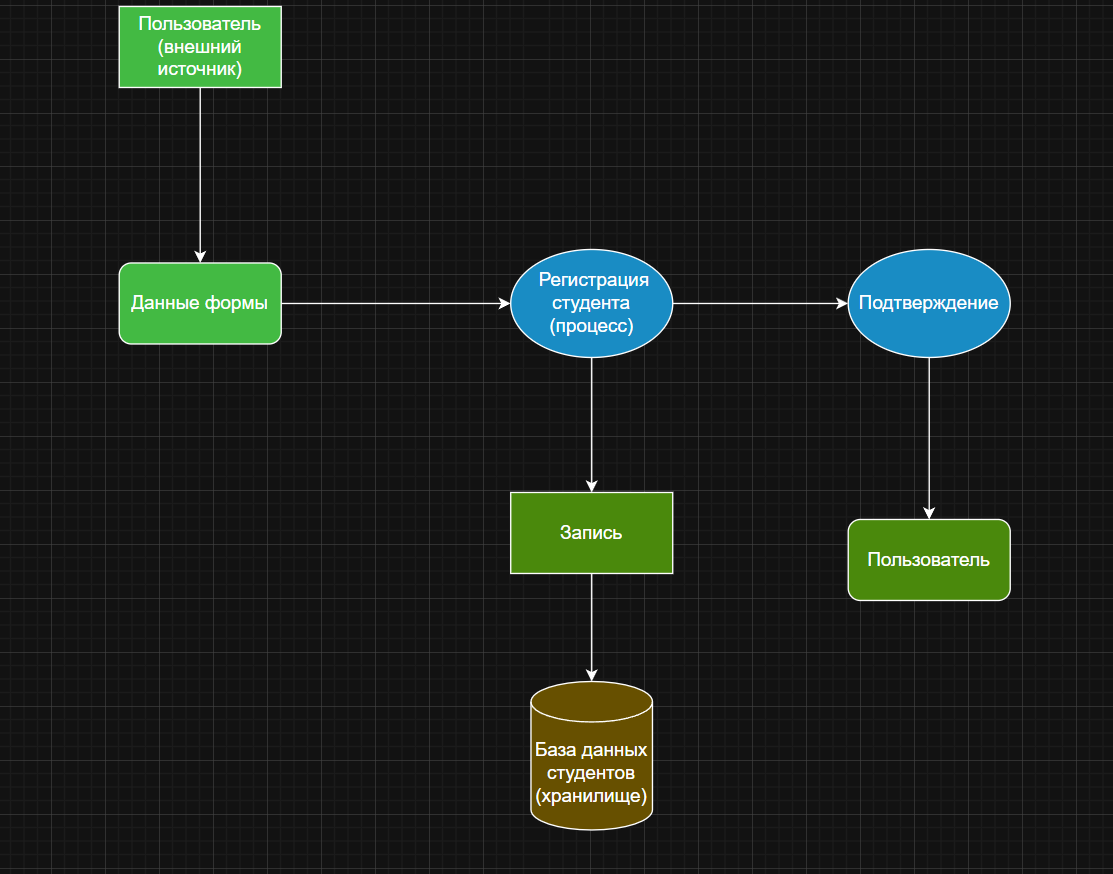 Пользователь
(внешний
источник)
Данные формы
Регистрация
студента
(процесс)
Подтверждение
Запись
Пользователь
База данных
студентов
(хранилище)